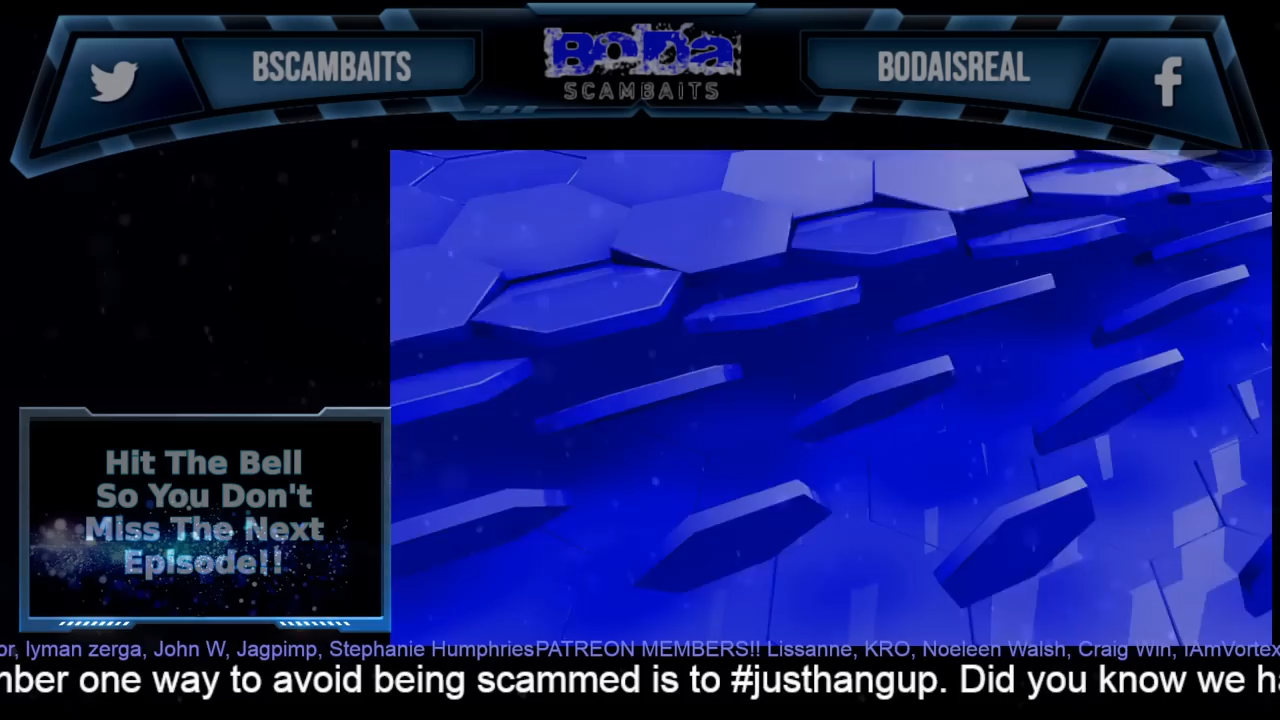 BSCAMBAITS
BoDa
SCAMBAITS
BODAISREAL
Hit The Bell
So You Don't
Miss The Next
Episode!!
or, lyman zerga, John W, Jagpimp, Stephanie HumphriesPATREON MEMBERS!! Lissanne, KRO, Noeleen Walsh, Craig Win, IAmVortex
mber one way to avoid being scammed is to #justhangup. Did you know we ha